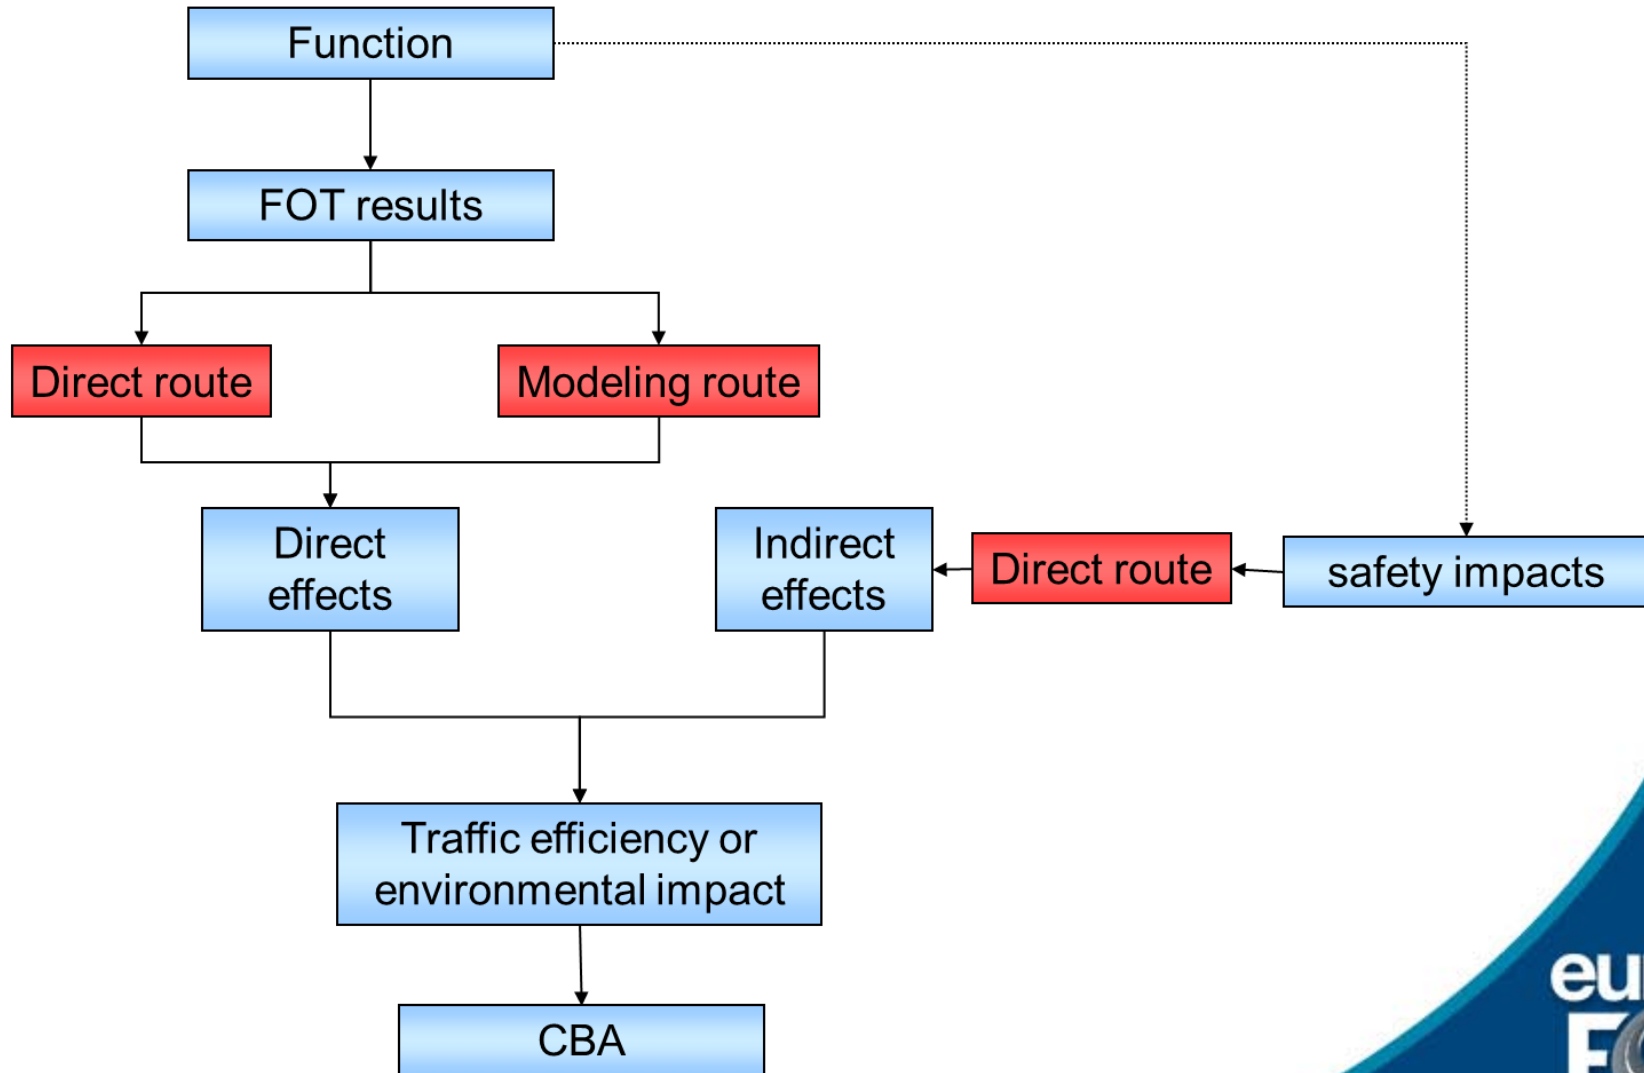 Function
FOT results
Direct route
Modeling route
Direct
effects
Indirect
effects
Direct route
safety impacts
Traffic efficiency or
environmental impact
CBA